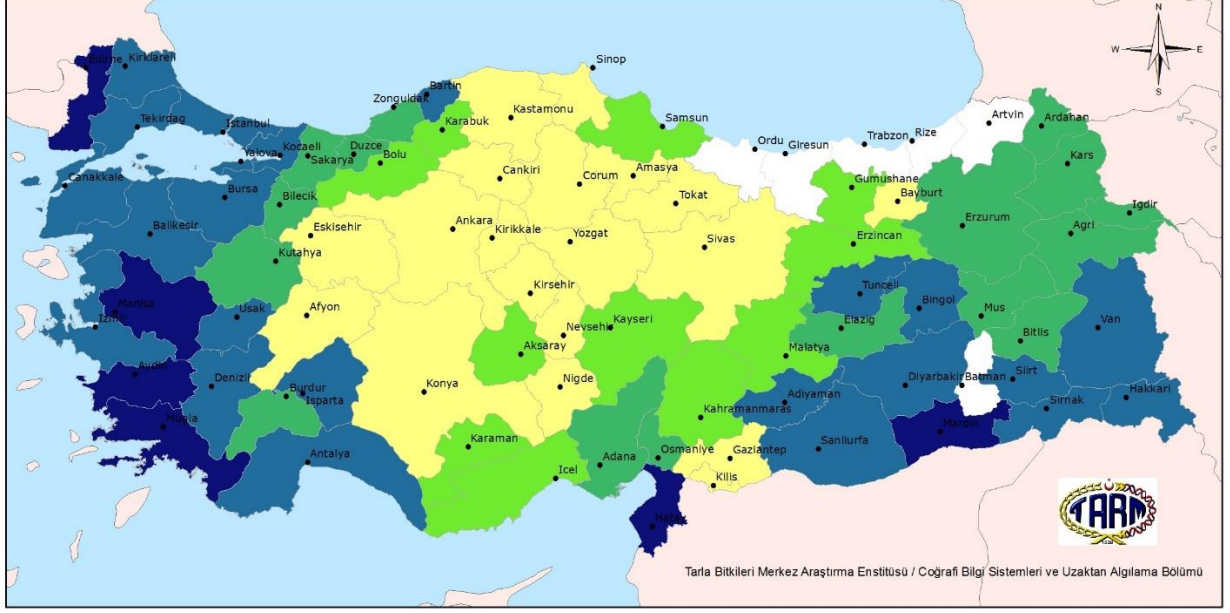 N
Sinop
W E
Edirne Kirklareli
S
Bartin
Zonguldak
Kastamonu
Tekirdag Istanbul Karabuk Samsun Artvin Ardahan
Ordu Giresun Trabzon Rize
Yalova Kocaeli Sakarya Duzce Bolu Kars
Canakkale Cankiri Corum Amasya Gumushane
Bursa Bilecik Tokat Bayburt Igdir
Balikesir Eskisehir Ankara Kirikkale Yozgat Sivas Erzincan Erzurum Agri
Kutahya
Kirsehir Tunceli
Manisa Usak Afyon Bingol Mus Van
Izmir Nevsehir Kayseri Elazig
Aksaray Malatya Bitlis
Aydin Denizli Burdur Konya Nigde Diyarbakir Batman Siirt
Isparta Adiyaman Sirnak Hakkari
Mugla Kahramanmaras Mardin
Karaman
Antalya Icel Adana Osmaniye Gaziantep Sanliurfa
Kilis
Hatay
TARM
Tarla Bitkileri Merkez Araştırma Enstitüsü / Coğrafi Bilgi Sistemleri ve Uzaktan Algılama Bölümü